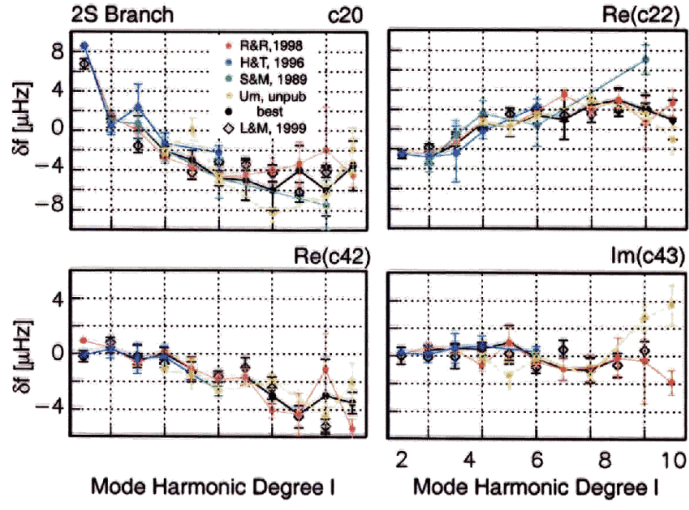 2S Branch c20
Re(c22)
8
4
0
−4
−8
δf [μHz]
R&R,1998
H&T, 1996
S&M, 1989
Um, unpub
best
L&M, 1999
Re(c42)
Im(c43)
4
0
−4
δf [μHz]
2 4 6 8 10
Mode Harmonic Degree l
Mode Harmonic Degree l